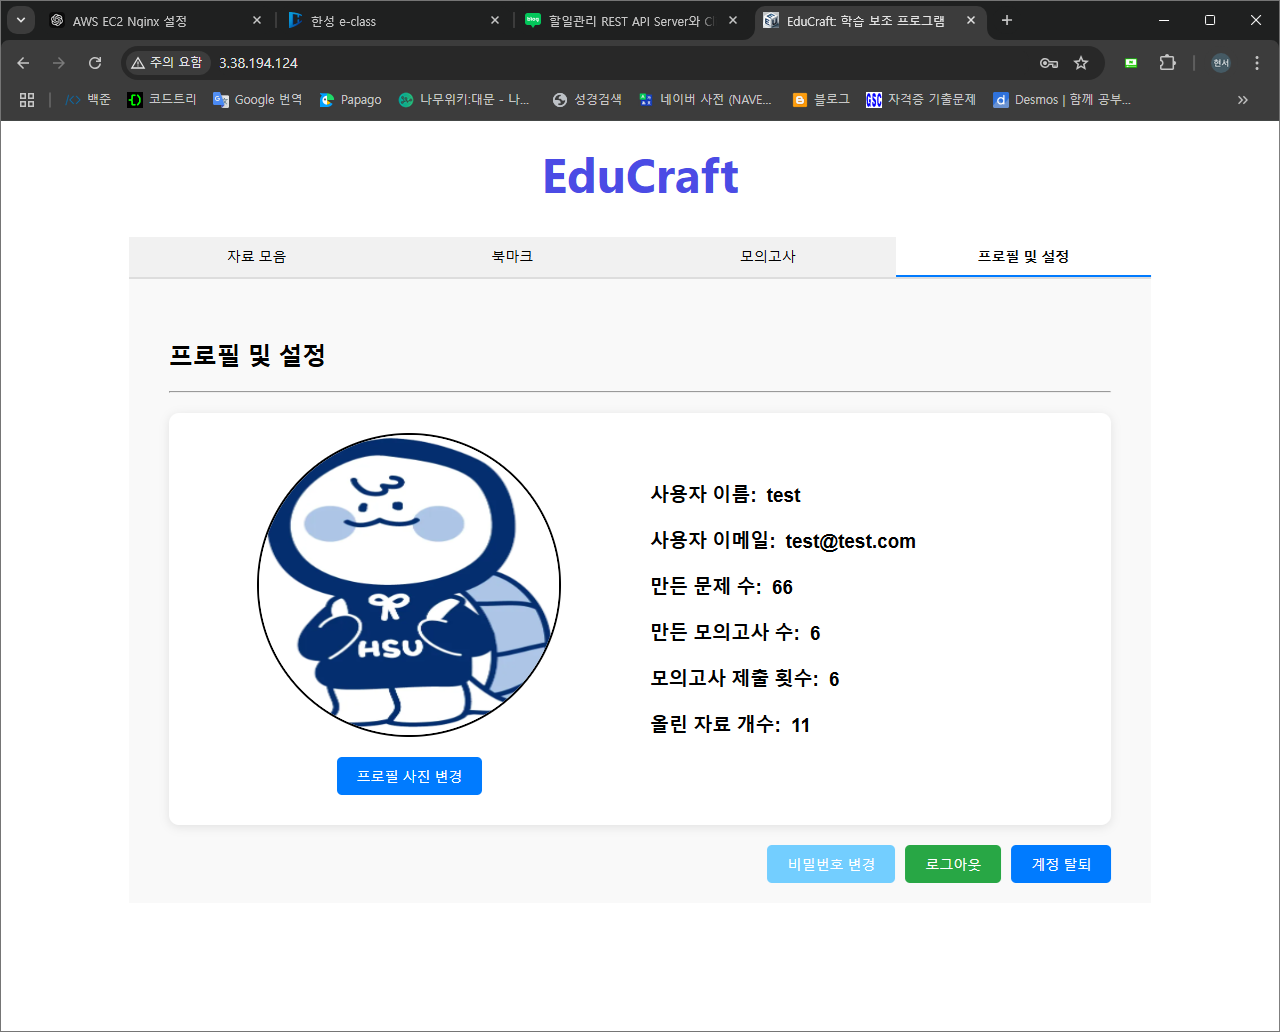 AWS EC2 Nginx 설정
한성 e-class
할일관리 REST API Server와 Cl
EduCraft: 학습 보조 프로그램
주의 요함
3.38.194.124
현서
백준
코드트리
Google 번역
Papago
나무위키:대문 - 나...
성경검색
네이버 사전 (NAVE...
블로그
GSC
자격증 기출문제
Desmos | 함께 공부...
EduCraft
자료 모음
북마크
모의고사
프로필 및 설정
프로필 및 설정
HSU
사용자 이름: test
사용자 이메일: test@test.com
만든 문제 수: 66
만든 모의고사 수: 6
모의고사 제출 횟수: 6
올린 자료 개수: 11
프로필 사진 변경
비밀번호 변경
로그아웃
계정 탈퇴